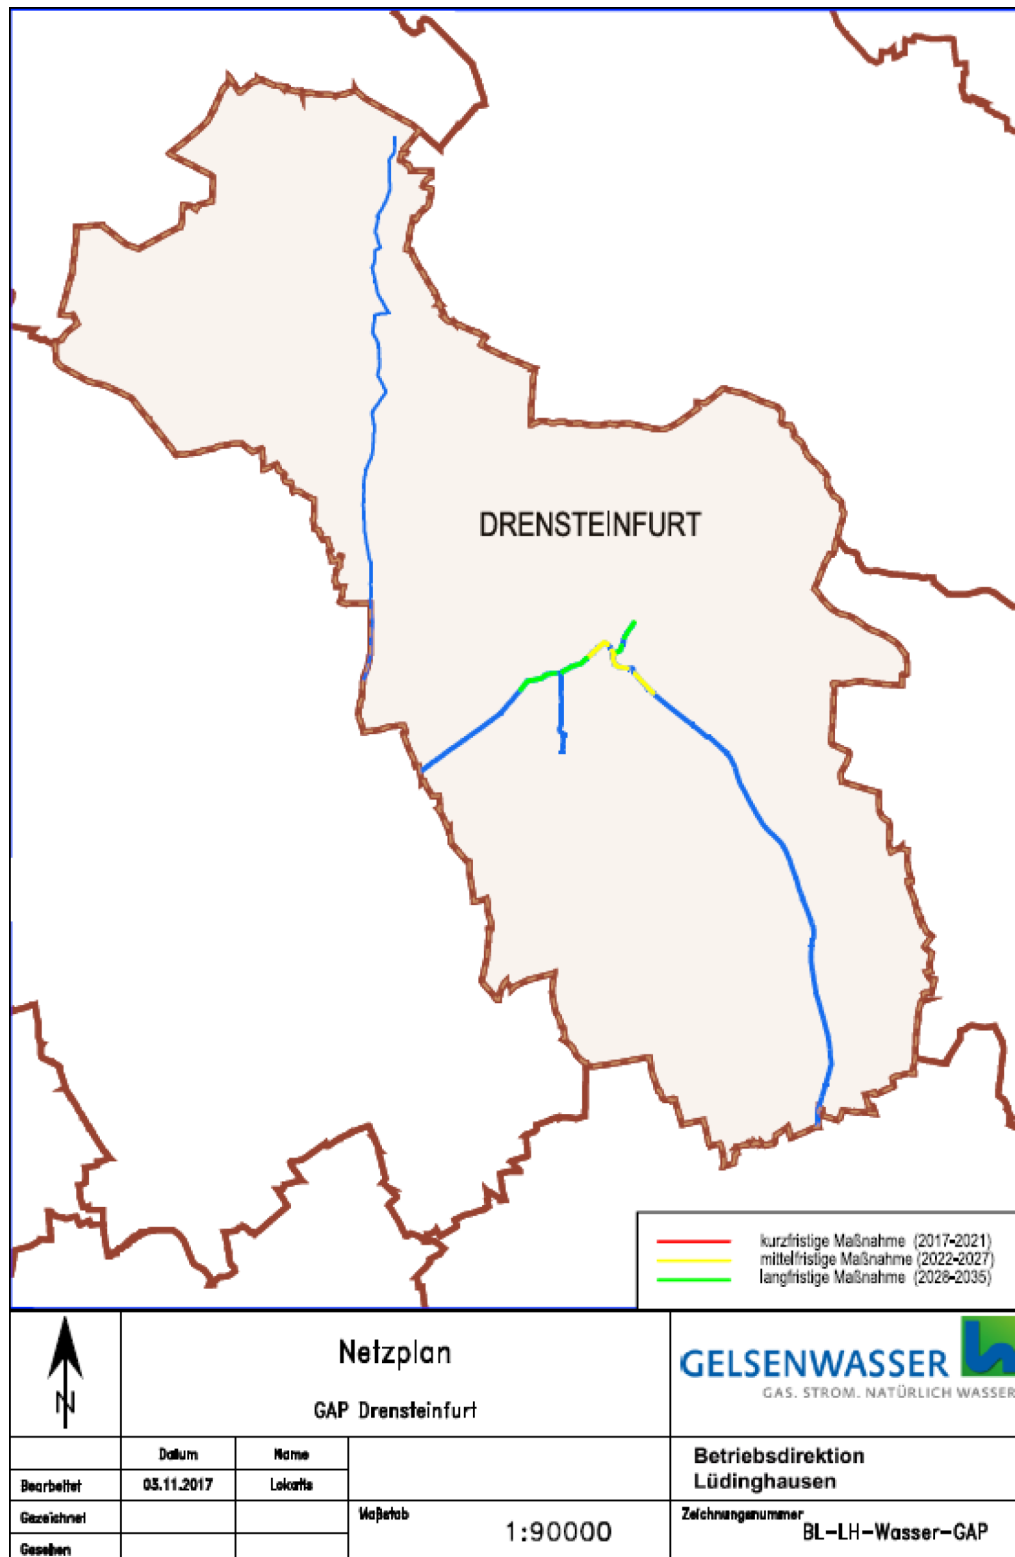 DRENSTEINFURT
kurzfristige Maßnahme (2017-2021)
mittelfristige Maßnahme (2022-2027)
langfristige Maßnahme (2028-2035)
N
Netzplan
GAP Drensteinfurt
GELSENWASSER
GAS. STROM. NATÜRLICH WASSER
Datum Name
Bearbeitet 03.11.2017 Lokatis
Gezeichnet
Gesehen
Maßstab
1:90000
Betriebsdirektion
Lüdinghausen
Zeichnungsnummer
BL-LH-Wasser-GAP